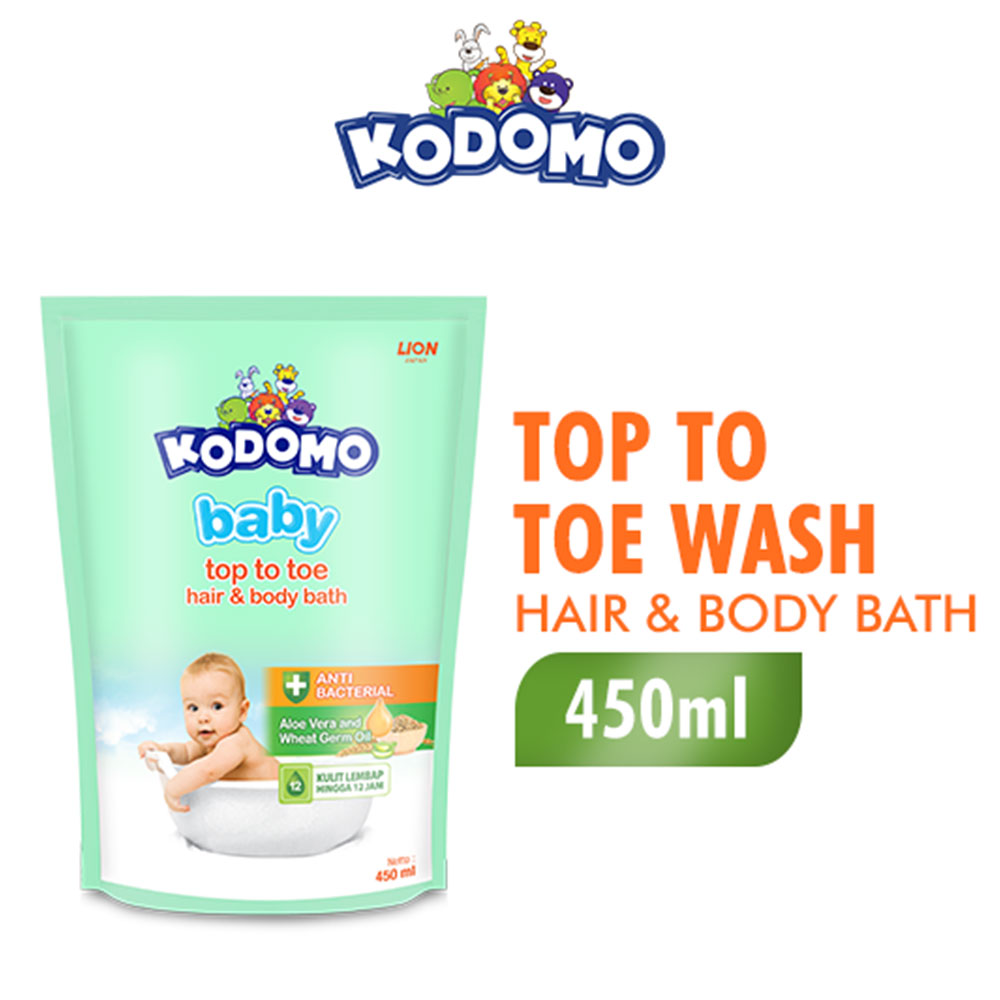 KODOMO
LION
KODOMO
baby
top to toe
hair & body bath
ANTI
BACTERIAL
Aloe Vera and
Wheat Germ Oil
12
KULIT LEMBAP
HINGGA 12 JAM
Netto :
450 ml
TOP TO
TOE WASH
HAIR & BODY BATH
450ml